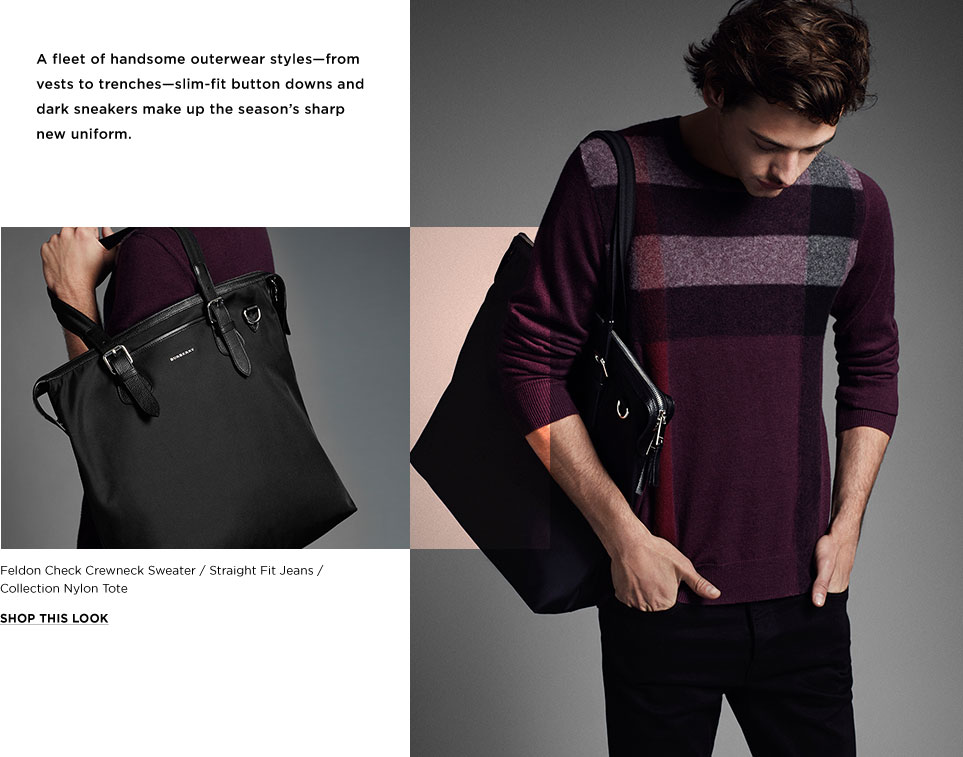 A fleet of handsome outerwear styles—from
vests to trenches—slim-fit button downs and
dark sneakers make up the season’s sharp
new uniform.
BURBERRY
Feldon Check Crewneck Sweater / Straight Fit Jeans /
Collection Nylon Tote
SHOP THIS LOOK